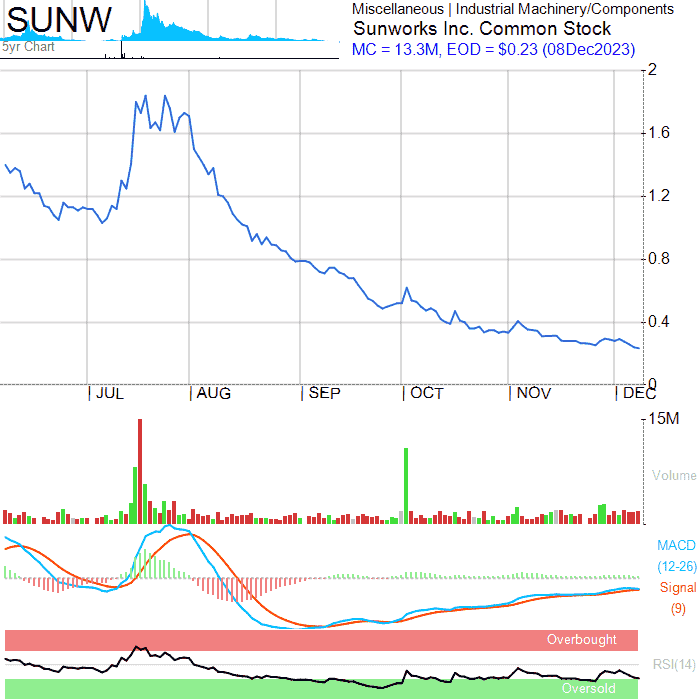 SUNW
5yr Chart
Miscellaneous | Industrial Machinery/Components
Sunworks Inc. Common Stock
MC = 13.3M, EOD = $0.23 (08Dec2023)
2
1.6
1.2
0.8
0.4
0
JUL AUG SEP OCT NOV DEC
15M
Volume
MACD
(12-26)
Signal
(9)
Overbought
RSI(14)
Oversold